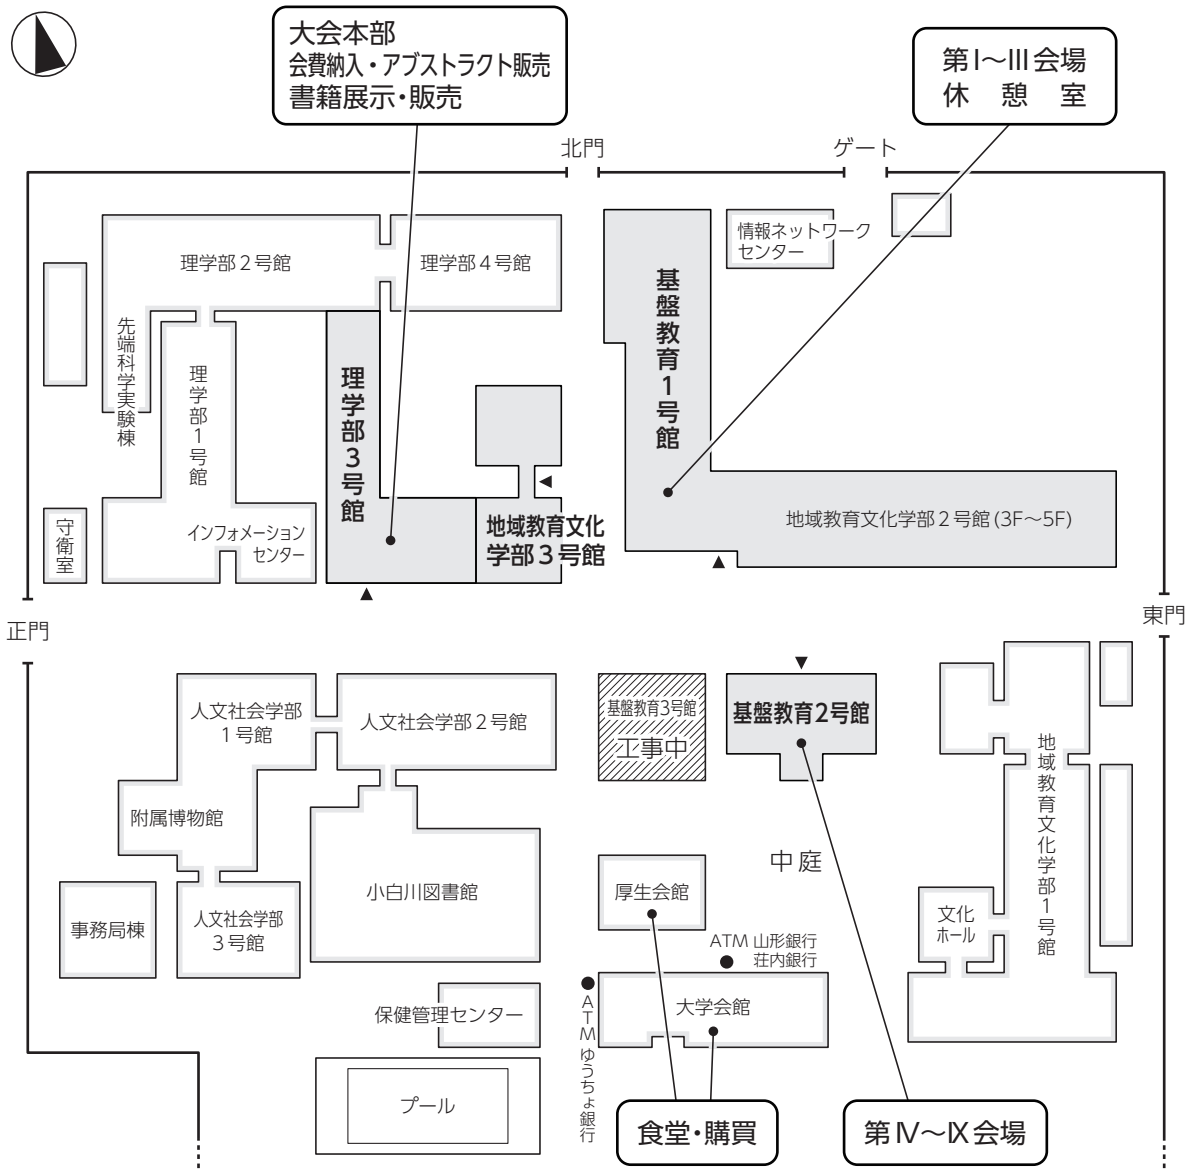 大会本部
会費納入・アブストラクト販売
書籍展示・販売
第Ⅰ〜Ⅲ会場
休憩室
北門
ゲート
理学部2号館
理学部4号館
情報ネットワーク
センター
基盤教育1号館
先端科学実験棟
理学部1号館
理学部3号館
守衛室
インフォメーション
センター
地域教育文化
学部3号館
地域教育文化学部2号館(3F〜5F)
正門
東門
人文社会学部
1号館
人文社会学部2号館
基盤教育3号館
工事中
基盤教育2号館
地域教育文化学部1号館
附属博物館
中庭
小白川図書館
厚生会館
事務局棟
人文社会学部
3号館
文化
ホール
ATM 山形銀行
荘内銀行
大学会館
保健管理センター
ATMゆうちょ銀行
プール
食堂・購買
第Ⅳ〜Ⅸ会場